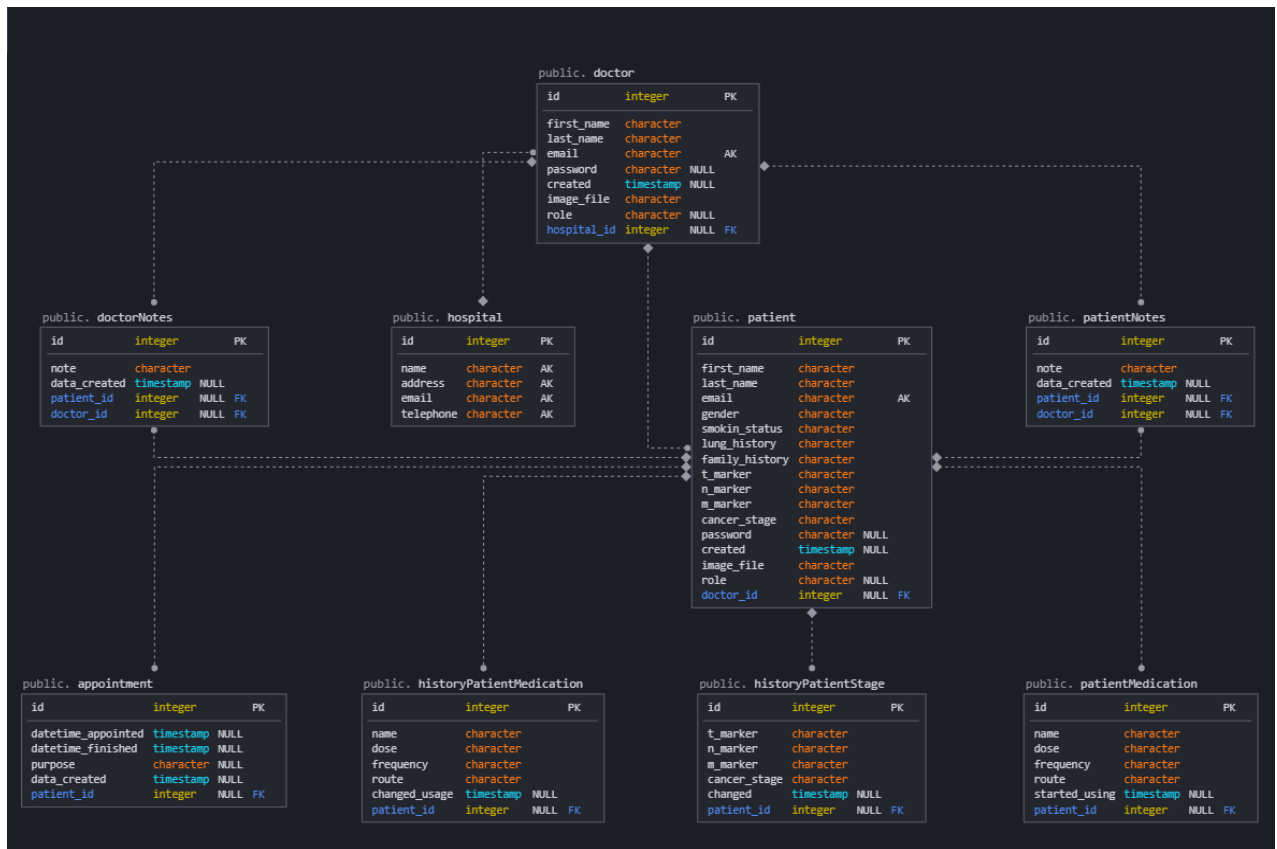 public. doctor
id integer PK
first_name character
last_name character
email character AK
password character NULL
created timestamp NULL
image_file character
role character NULL
hospital_id integer NULL FK
public. doctorNotes
id integer PK
note character
data_created timestamp NULL
patient_id integer NULL FK
doctor_id integer NULL FK
public. hospital
id integer PK
name character AK
address character AK
email character AK
telephone character AK
public. patient
id integer PK
first_name character
last_name character
email character AK
gender character
smokin_status character
lung_history character
family_history character
t_marker character
n_marker character
m_marker character
cancer_stage character
password character NULL
created timestamp NULL
image_file character
role character NULL
doctor_id integer NULL FK
public. patientNotes
id integer PK
note character
data_created timestamp NULL
patient_id integer NULL FK
doctor_id integer NULL FK
public. appointment
id integer PK
datetime_appointed timestamp NULL
datetime_finished timestamp NULL
purpose character NULL
data_created timestamp NULL
patient_id integer NULL FK
public. historyPatientMedication
id integer PK
name character
dose character
frequency character
route character
changed_usage timestamp NULL
patient_id integer NULL FK
public. historyPatientStage
id integer PK
t_marker character
n_marker character
m_marker character
cancer_stage character
changed timestamp NULL
patient_id integer NULL FK
public. patientMedication
id integer PK
name character
dose character
frequency character
route character
started_using timestamp NULL
patient_id integer NULL FK